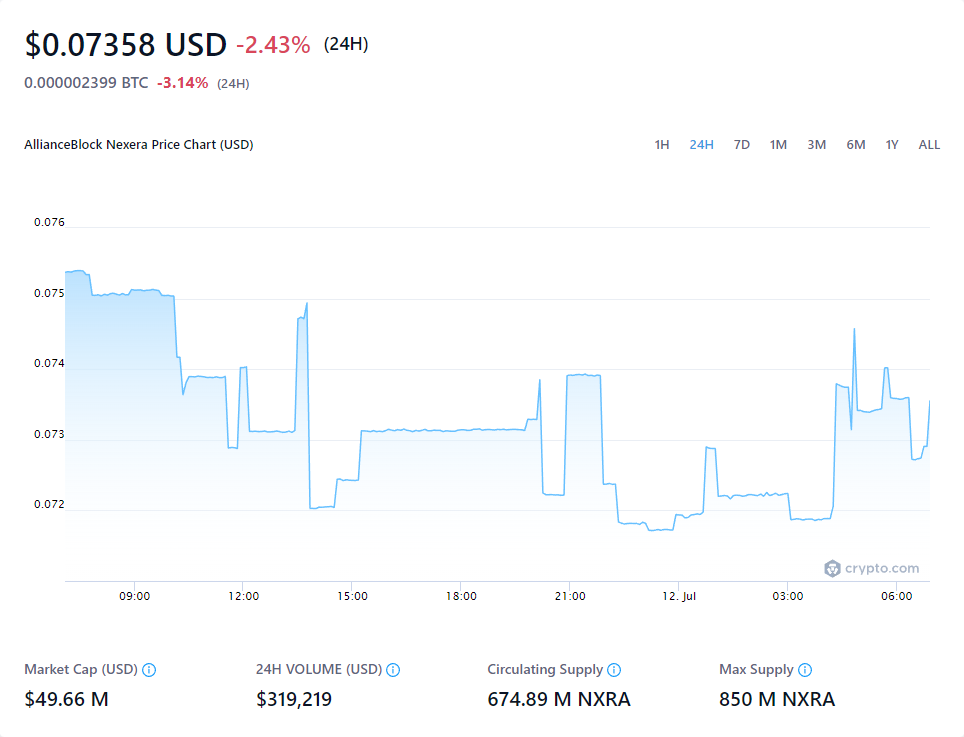 $0.07358 USD -2.43% (24H)
0.000002399 BTC -3.14% (24H)
AllianceBlock Nexera Price Chart (USD) 1H 24H 7D 1M 3M 6M 1Y ALL
0.076
0.075
0.074
0.073
0.072
crypto.com
09:00 12:00 15:00 18:00 21:00 12. Jul 03:00 06:00
Market Cap (USD) 24H VOLUME (USD) Circulating Supply Max Supply
$49.66 M $319,219 674.89 M NXRA 850 M NXRA